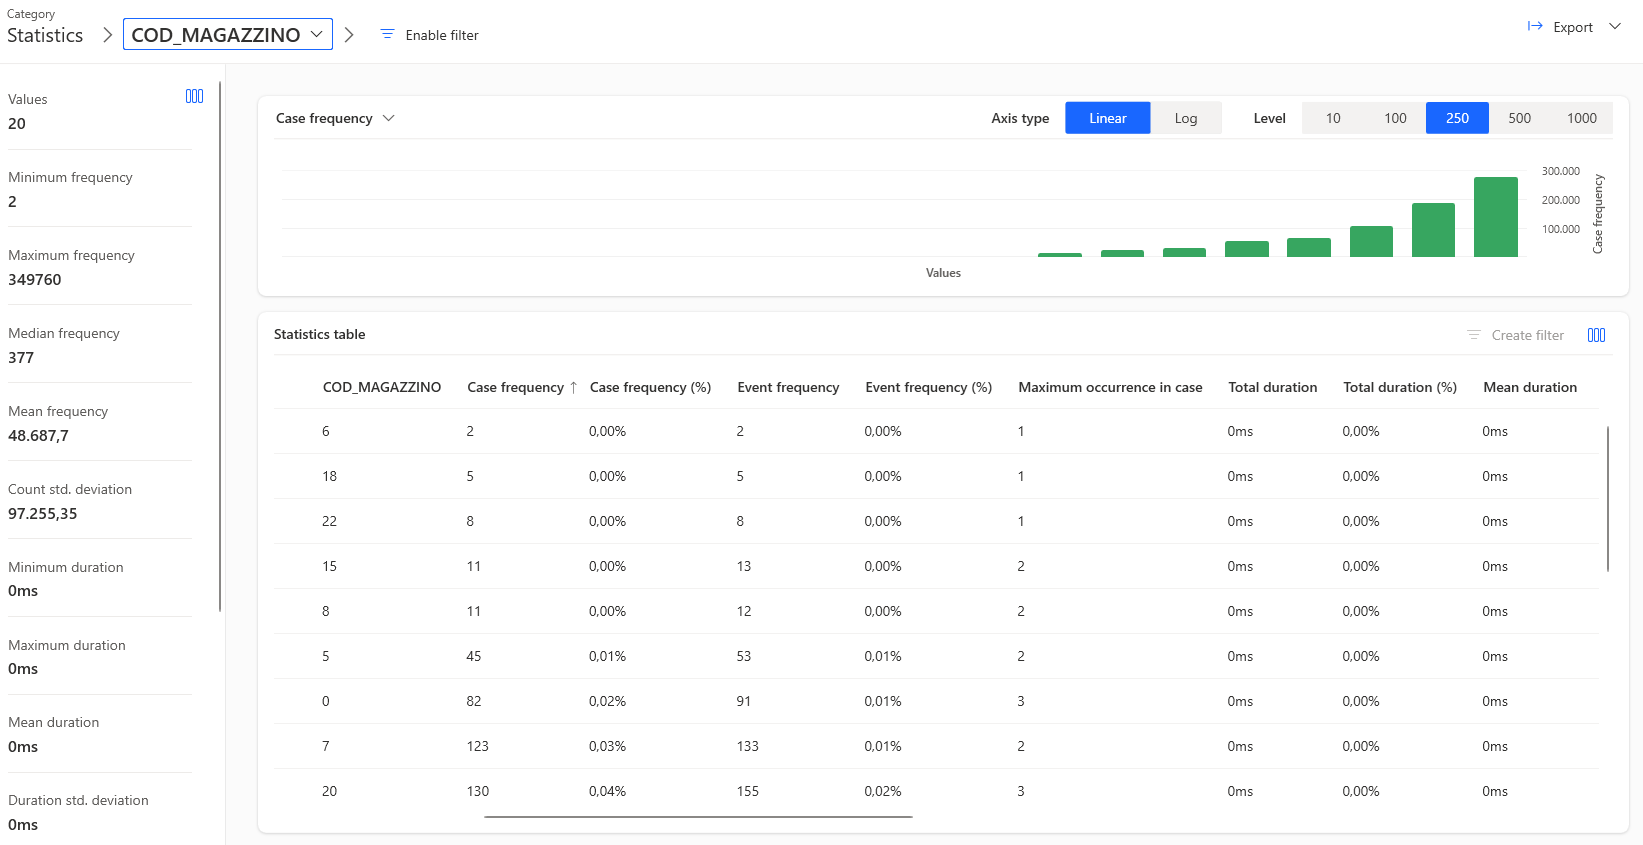 Category
Statistics COD_MAGAZZINO Enable filter Export
Values
20
Minimum frequency
2
Maximum frequency
349760
Median frequency
377
Mean frequency
48.687,7
Count std. deviation
97.255,35
Minimum duration
0ms
Maximum duration
0ms
Mean duration
0ms
Duration std. deviation
0ms
Case frequency Axis type Linear Log Level 10 100 250 500 1000
300.000
200.000
100.000
Case frequency
Values
Statistics table Create filter
COD_MAGAZZINO Case frequency ↑ Case frequency (%) Event frequency Event frequency (%) Maximum occurrence in case Total duration Total duration (%) Mean duration
6 2 0,00% 2 0,00% 1 0ms 0,00% 0ms
18 5 0,00% 5 0,00% 1 0ms 0,00% 0ms
22 8 0,00% 8 0,00% 1 0ms 0,00% 0ms
15 11 0,00% 13 0,00% 2 0ms 0,00% 0ms
8 11 0,00% 12 0,00% 2 0ms 0,00% 0ms
5 45 0,01% 53 0,01% 2 0ms 0,00% 0ms
0 82 0,02% 91 0,01% 3 0ms 0,00% 0ms
7 123 0,03% 133 0,01% 2 0ms 0,00% 0ms
20 130 0,04% 155 0,02% 3 0ms 0,00% 0ms